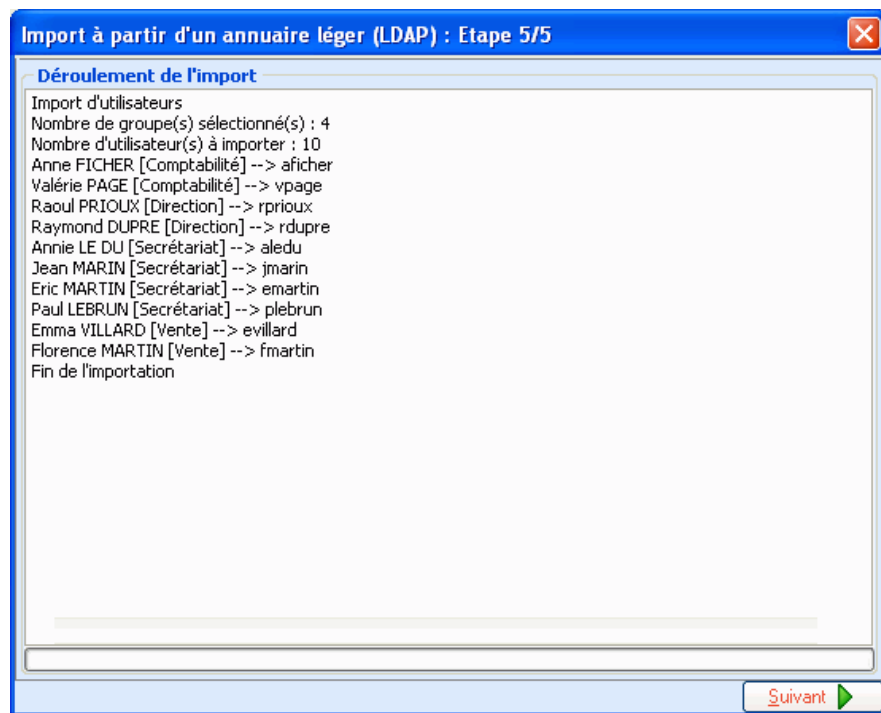 Import à partir d'un annuaire léger (LDAP) : Etape 5/5
Déroulement de l'import
Import d'utilisateurs
Nombre de groupe(s) sélectionné(s) : 4
Nombre d'utilisateur(s) à importer : 10
Anne FICHER [Comptabilité] --> aficher
Valérie PAGE [Comptabilité] --> vpage
Raoul PRIOUX [Direction] --> rprioux
Raymond DUPRE [Direction] --> rdupre
Annie LE DU [Secrétariat] --> aledu
Jean MARIN [Secrétariat] --> jmarin
Eric MARTIN [Secrétariat] --> emartin
Paul LEBRUN [Secrétariat] --> plebrun
Emma VILLARD [Vente] --> evillard
Florence MARTIN [Vente] --> fmartin
Fin de l'importation
Suivant